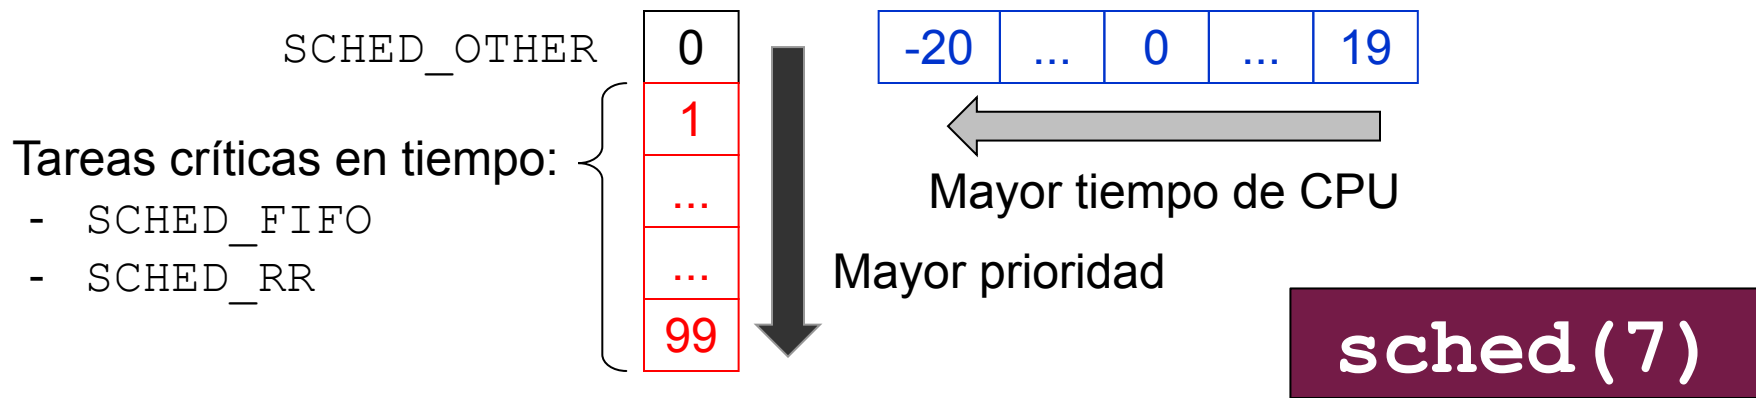 SCHED_OTHER 0 -20 ... 0 ... 19
1
Tareas críticas en tiempo:
Mayor tiempo de CPU
- SCHED_FIFO ...
- SCHED_RR ... Mayor prioridad
99
sched(7)